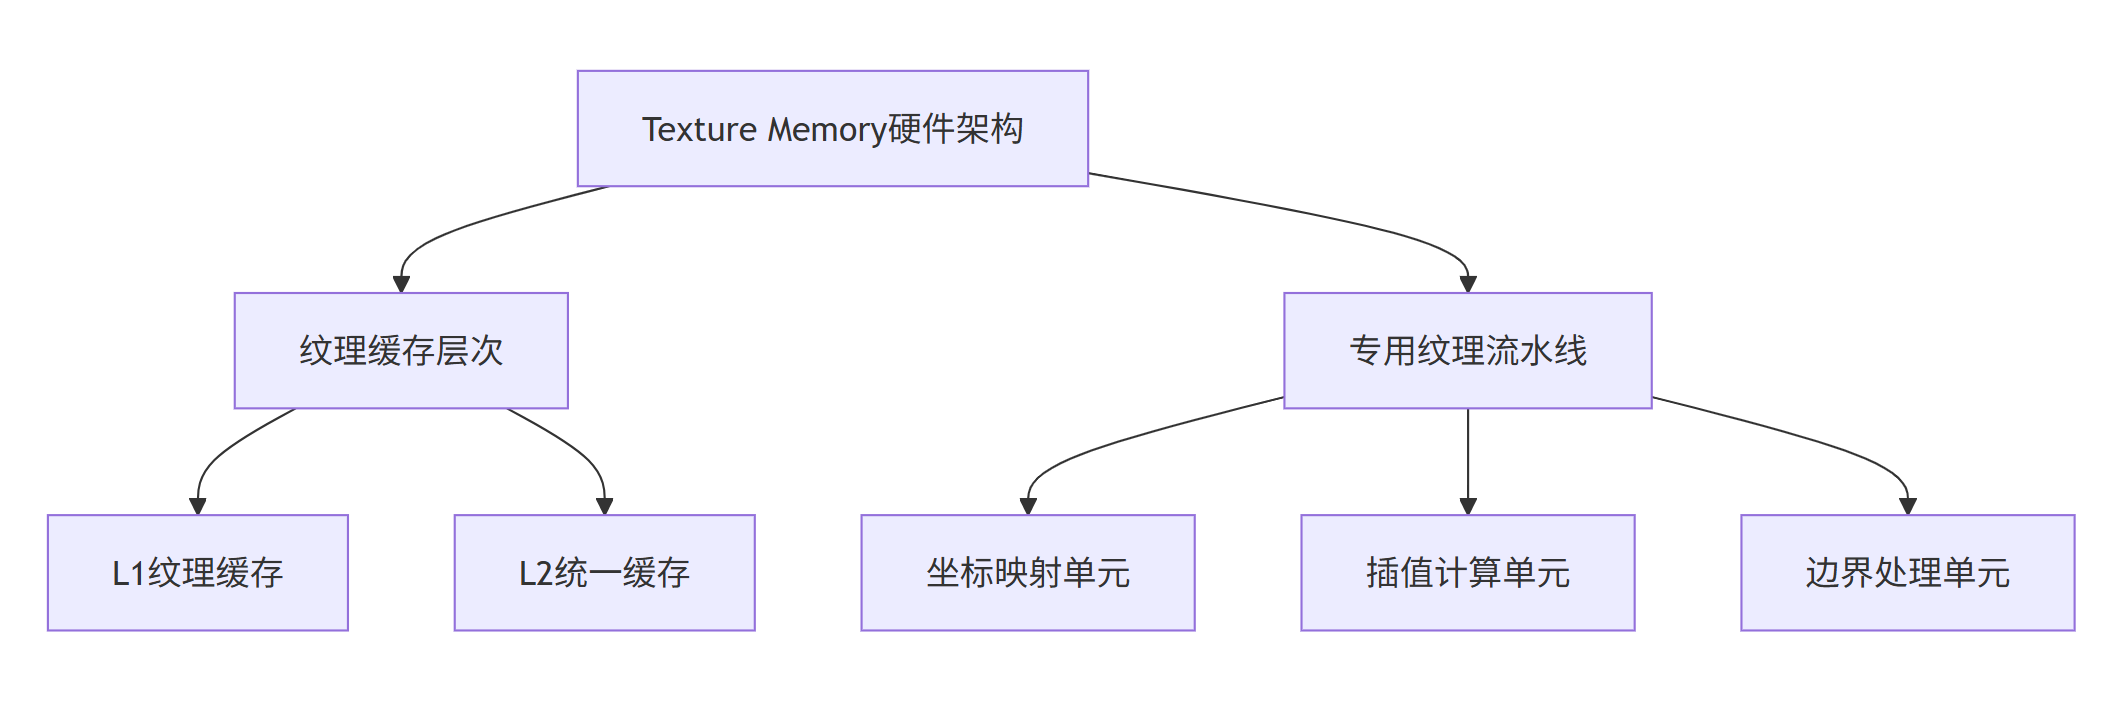 Texture Memory硬件架构
纹理缓存层次
专用纹理流水线
L1纹理缓存
L2统一缓存
坐标映射单元
插值计算单元
边界处理单元